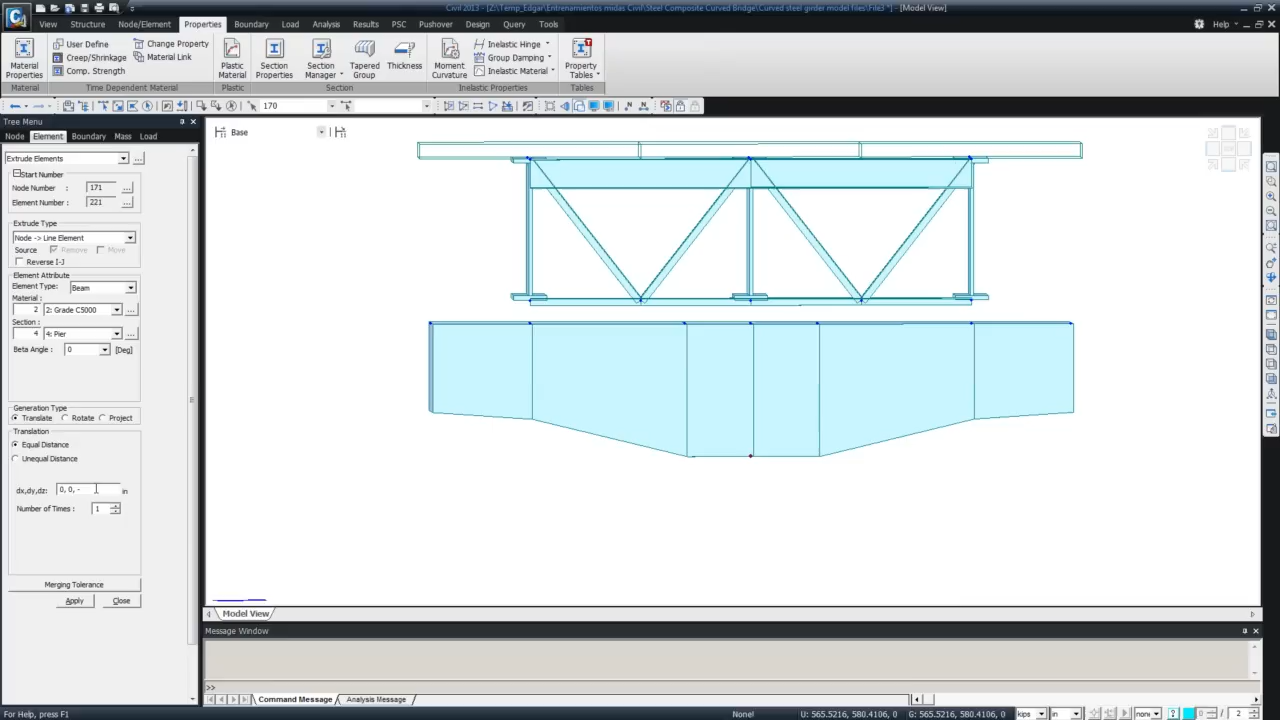 Civil 2013 - [Z:\Temp_Edgar\Entrenamientos midas Civil\Steel Composite Curved Bridge\Curved steel girder model files\File3 *] - [Model View]
View Structure Node/Element Properties Boundary Load Analysis Results PSC Pushover Design Query Tools Help
Material Properties
User Define
Creep/Shrinkage
Comp. Strength
Change Property
Material Link
Plastic Material
Section Properties
Section Manager
Tapered Group
Thickness
Moment Curvature
Inelastic Hinge
Group Damping
Inelastic Material
Property Tables
Material Time Dependent Material Plastic Section Inelastic Properties Tables
170
Tree Menu
Node Element Boundary Mass Load
Base
Extrude Elements
Start Number
Node Number : 171
Element Number : 221
Extrude Type
Node -> Line Element
Source Remove Move
Reverse I-J
Element Attribute
Element Type: Beam
Material :
2 2: Grade C5000
Section :
4 4: Pier
Beta Angle : 0 [Deg]
Generation Type
Translate Rotate Project
Translation
Equal Distance
Unequal Distance
dx,dy,dz: 0, 0, - in
Number of Times : 1
Merging Tolerance
Apply Close
Model View
Message Window
>>
Command Message Analysis Message
For Help, press F1 None! U: 565.5216, 580.4106, 0 G: 565.5216, 580.4106, 0 kips in none 0 / 2